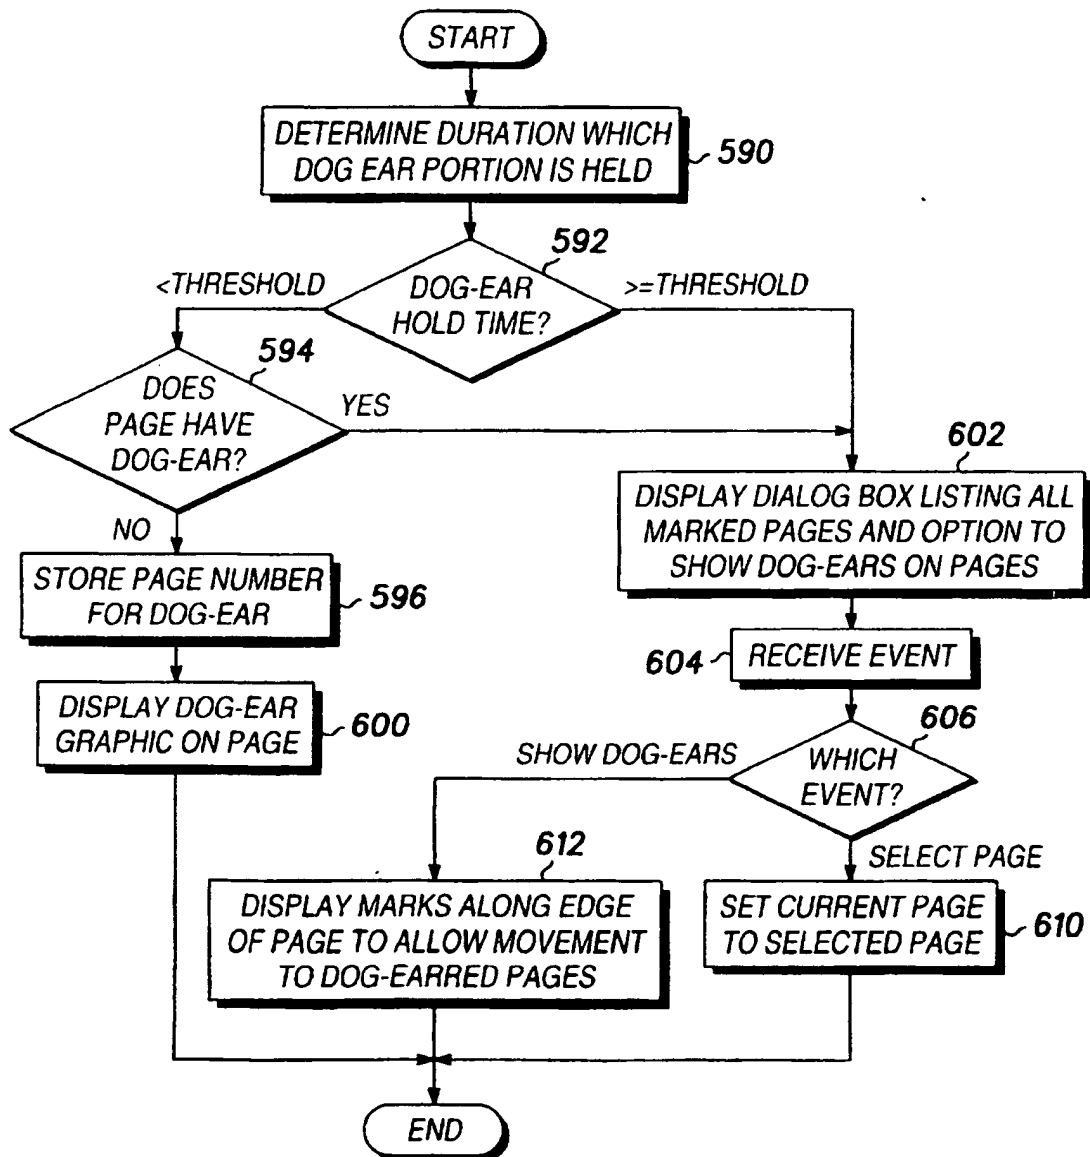 START
DETERMINE DURATION WHICH
DOG EAR PORTION IS HELD
590
592
<THRESHOLD
DOG-EAR
HOLD TIME?
>=THRESHOLD
594
DOES
PAGE HAVE
DOG-EAR?
YES
NO
602
DISPLAY DIALOG BOX LISTING ALL
MARKED PAGES AND OPTION TO
SHOW DOG-EARS ON PAGES
STORE PAGE NUMBER
FOR DOG-EAR
596
604
RECEIVE EVENT
DISPLAY DOG-EAR
GRAPHIC ON PAGE
600
606
SHOW DOG-EARS
WHICH
EVENT?
SELECT PAGE
612
DISPLAY MARKS ALONG EDGE
OF PAGE TO ALLOW MOVEMENT
TO DOG-EARRED PAGES
SET CURRENT PAGE
TO SELECTED PAGE
610
END